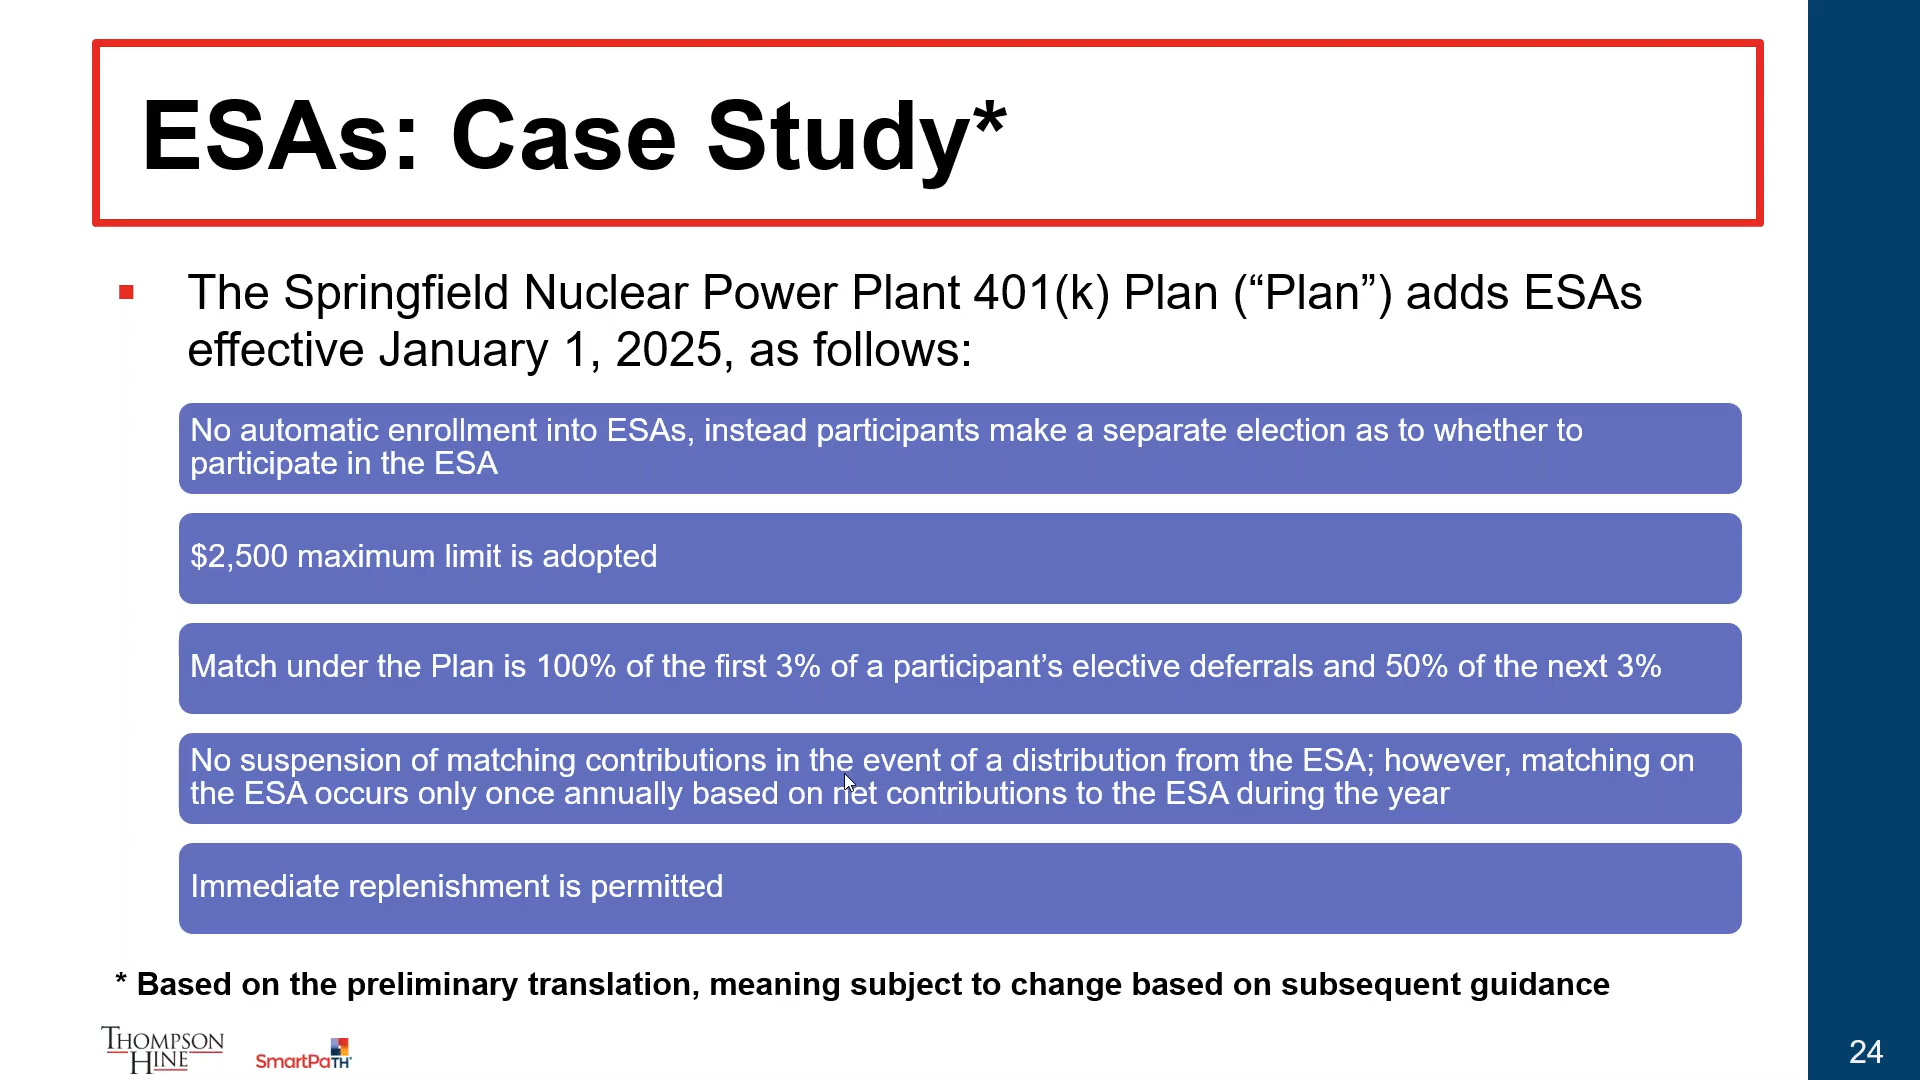 ESAs: Case Study*
The Springfield Nuclear Power Plant 401(k) Plan (“Plan”) adds ESAs
effective January 1, 2025, as follows:
No automatic enrollment into ESAs, instead participants make a separate election as to whether to
participate in the ESA
$2,500 maximum limit is adopted
Match under the Plan is 100% of the first 3% of a participant’s elective deferrals and 50% of the next 3%
No suspension of matching contributions in the event of a distribution from the ESA; however, matching on
the ESA occurs only once annually based on net contributions to the ESA during the year
Immediate replenishment is permitted
* Based on the preliminary translation, meaning subject to change based on subsequent guidance
THOMPSON
HINE
SmartPaTH
24